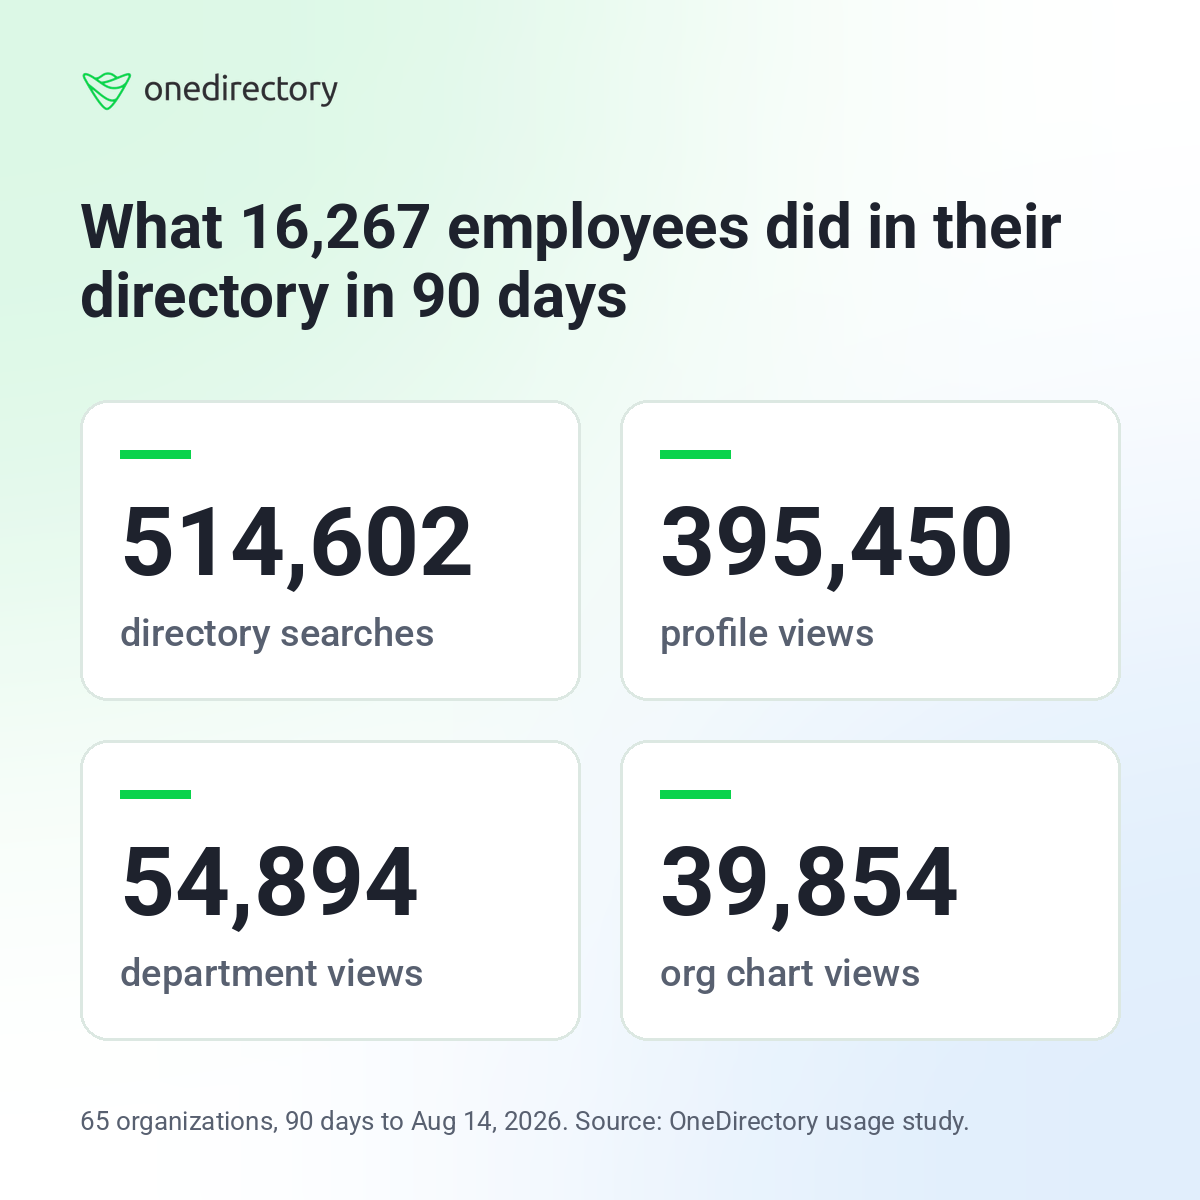 onedirectory
What 16,267 employees did in their
directory in 90 days
514,602
directory searches
395,450
profile views
54,894
department views
39,854
org chart views
65 organizations, 90 days to Aug 14, 2026. Source: OneDirectory usage study.